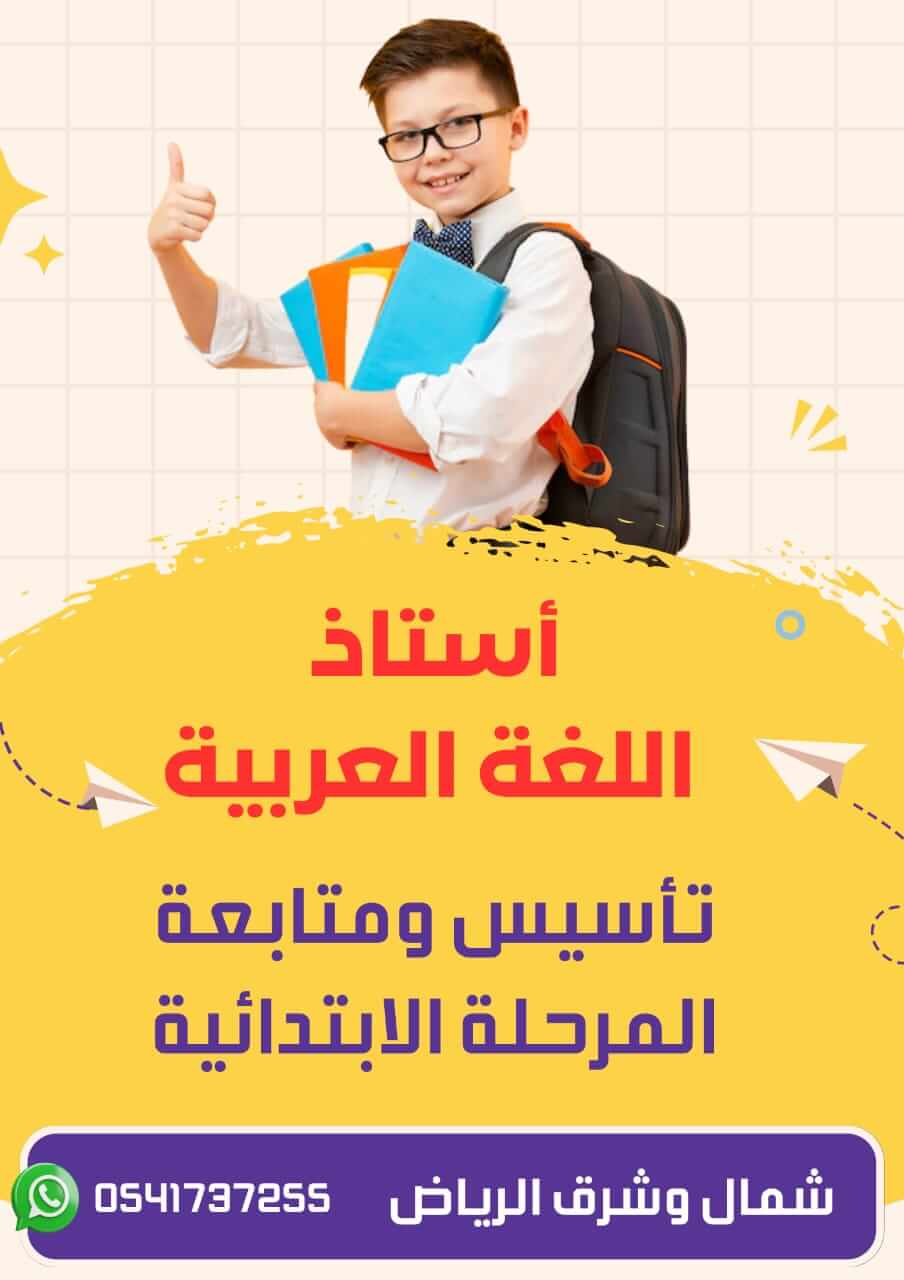 أستاذ
اللغة العربية
تأسيس ومتابعة
المرحلة الابتدائية
شمال وشرق الرياض 0541737255